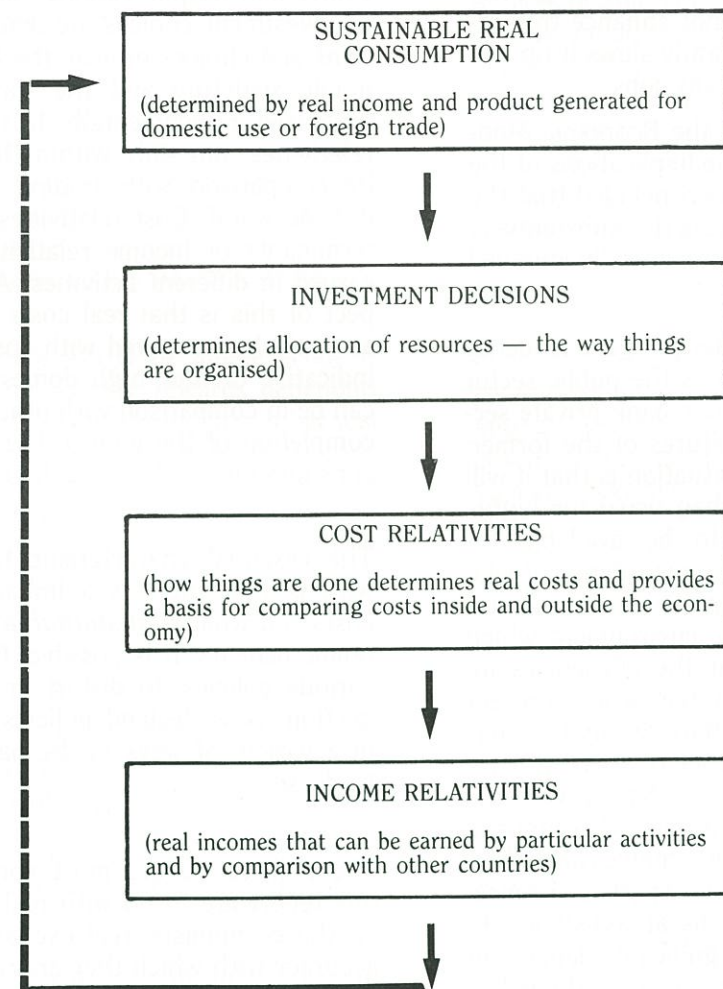 SUSTAINABLE REAL
CONSUMPTION
(determined by real income and product generated for
domestic use or foreign trade)
INVESTMENT DECISIONS
(determines allocation of resources — the way things
are organised)
COST RELATIVITIES
(how things are done determines real costs and provides
a basis for comparing costs inside and outside the econ-
omy)
INCOME RELATIVITIES
(real incomes that can be earned by particular activities
and by comparison with other countries)